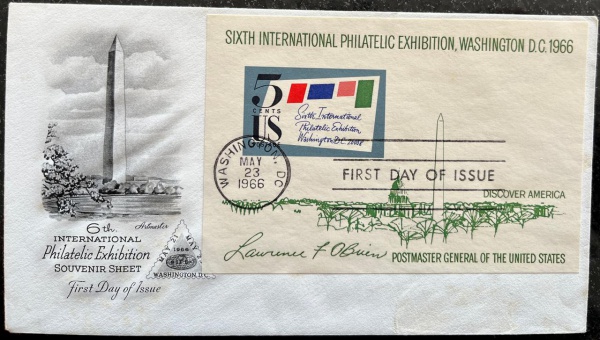 SIXTH INTERNATIONAL PHILATELIC EXHIBITION, WASHINGTON D.C. 1966
5
CENTS
US
Sixth International
Philatelic Exhibition
Washington D.C. 1966
WASHINGTON, DC
MAY
23
1966
FIRST DAY OF ISSUE
DISCOVER AMERICA
Lawrence F. O'Brien
POSTMASTER GENERAL OF THE UNITED STATES
Artmaster
6th
INTERNATIONAL
Philatelic Exhibition
SOUVENIR SHEET
First Day of Issue
1966
WASHINGTON, D.C.